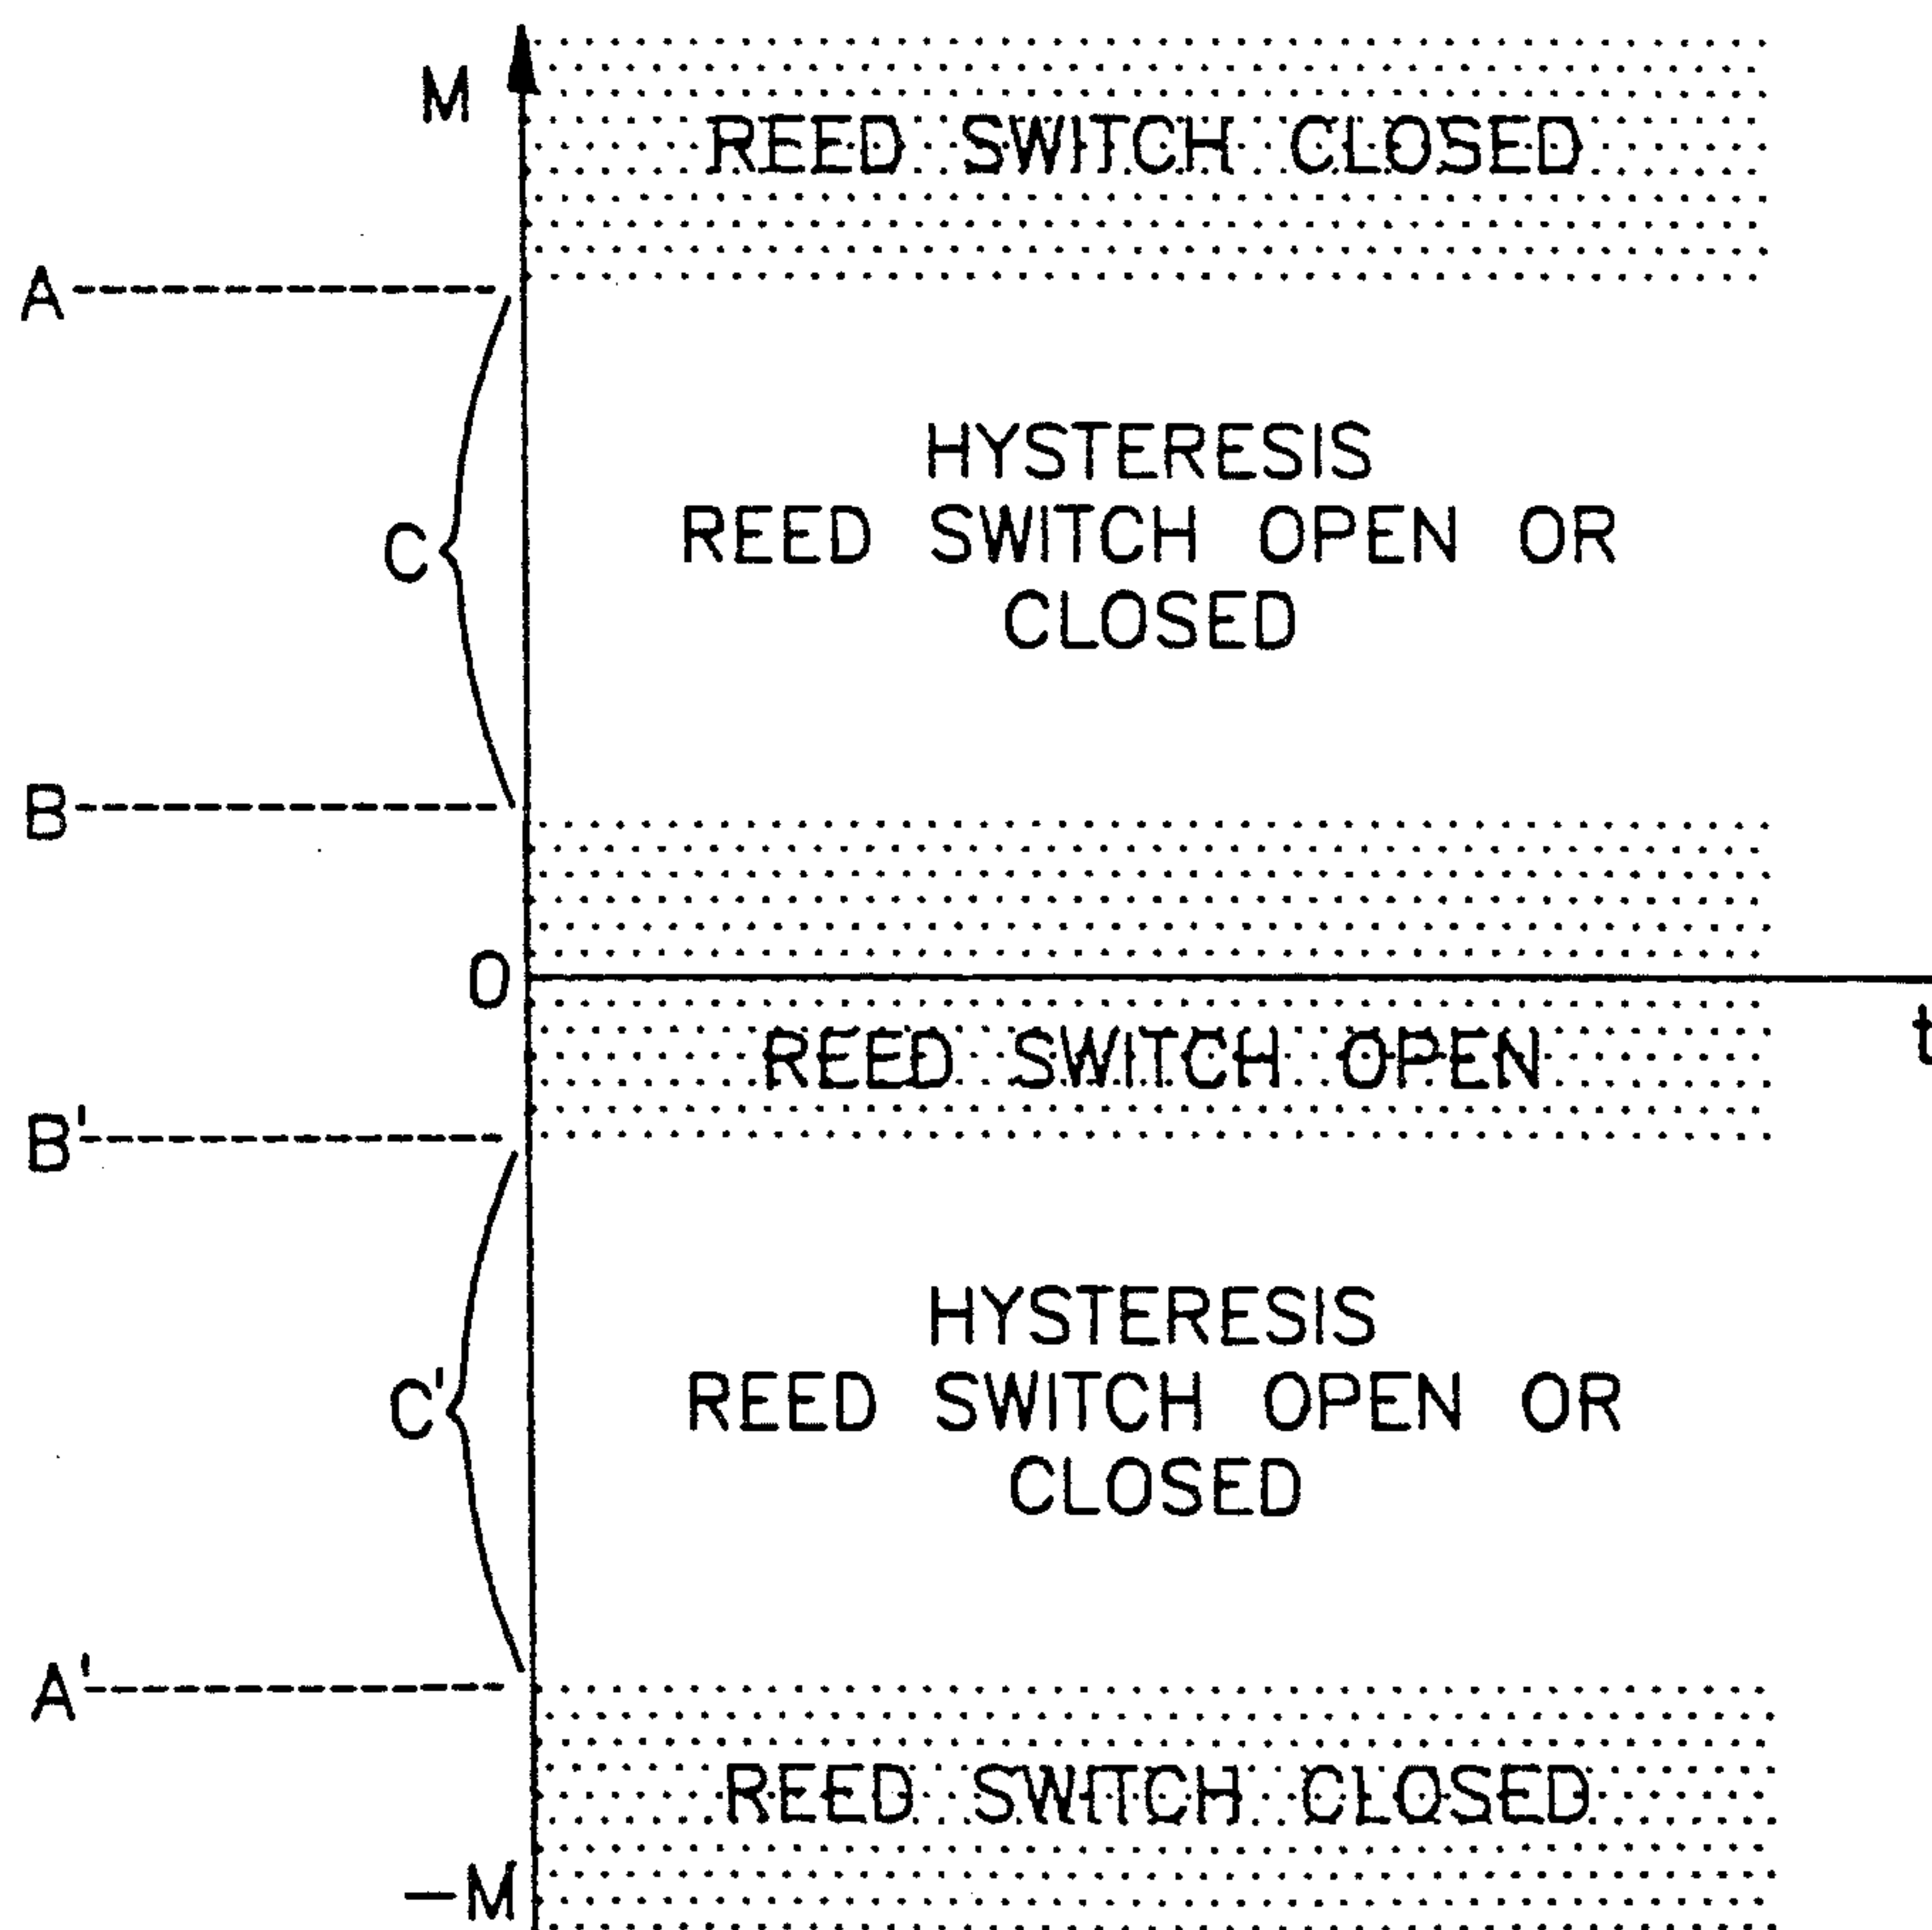 M
REED SWITCH CLOSED
A
HYSTERESIS
REED SWITCH OPEN OR
CLOSED
C
B
O
t
REED SWITCH OPEN
B'
HYSTERESIS
REED SWITCH OPEN OR
CLOSED
C'
A'
REED SWITCH CLOSED
—M